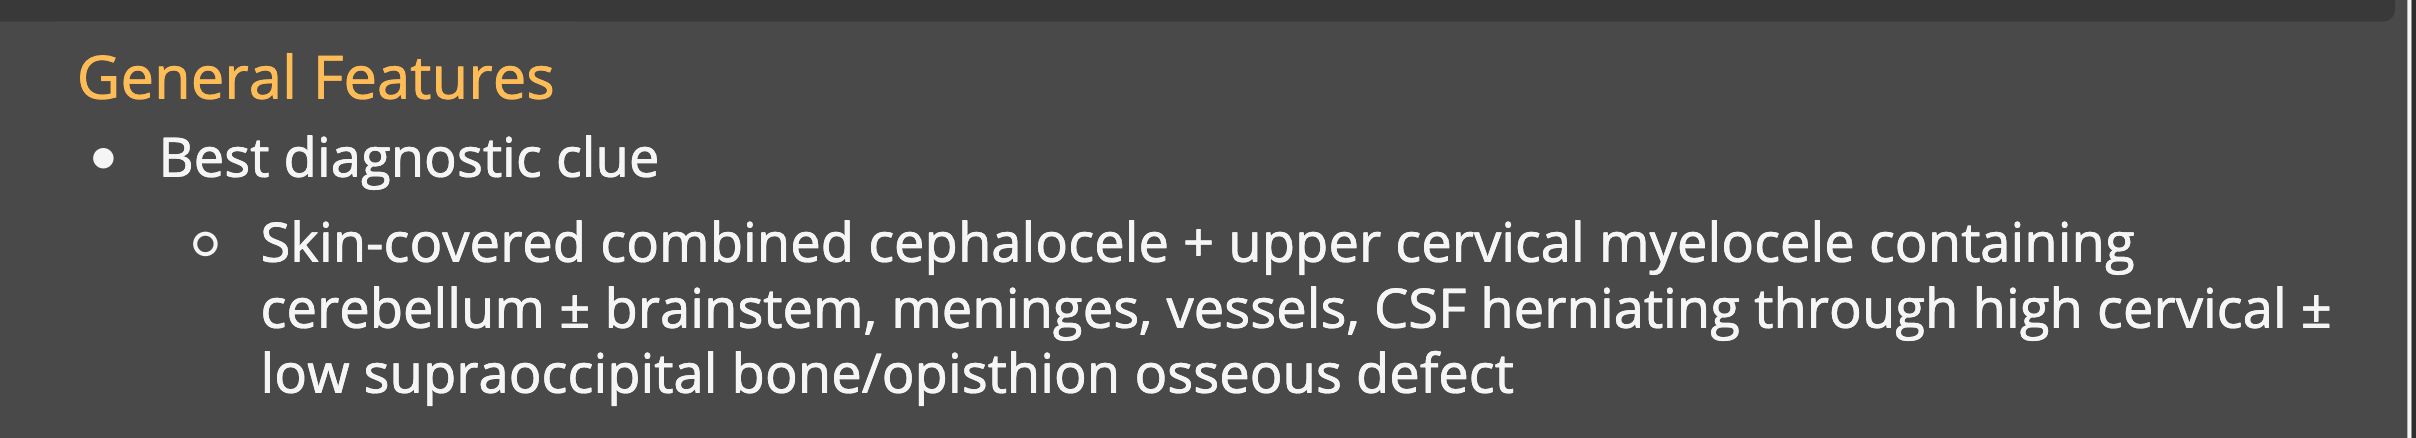 General Features
• Best diagnostic clue
○ Skin-covered combined cephalocele + upper cervical myelocele containing
cerebellum ± brainstem, meninges, vessels, CSF herniating through high cervical ±
low supraoccipital bone/opisthion osseous defect